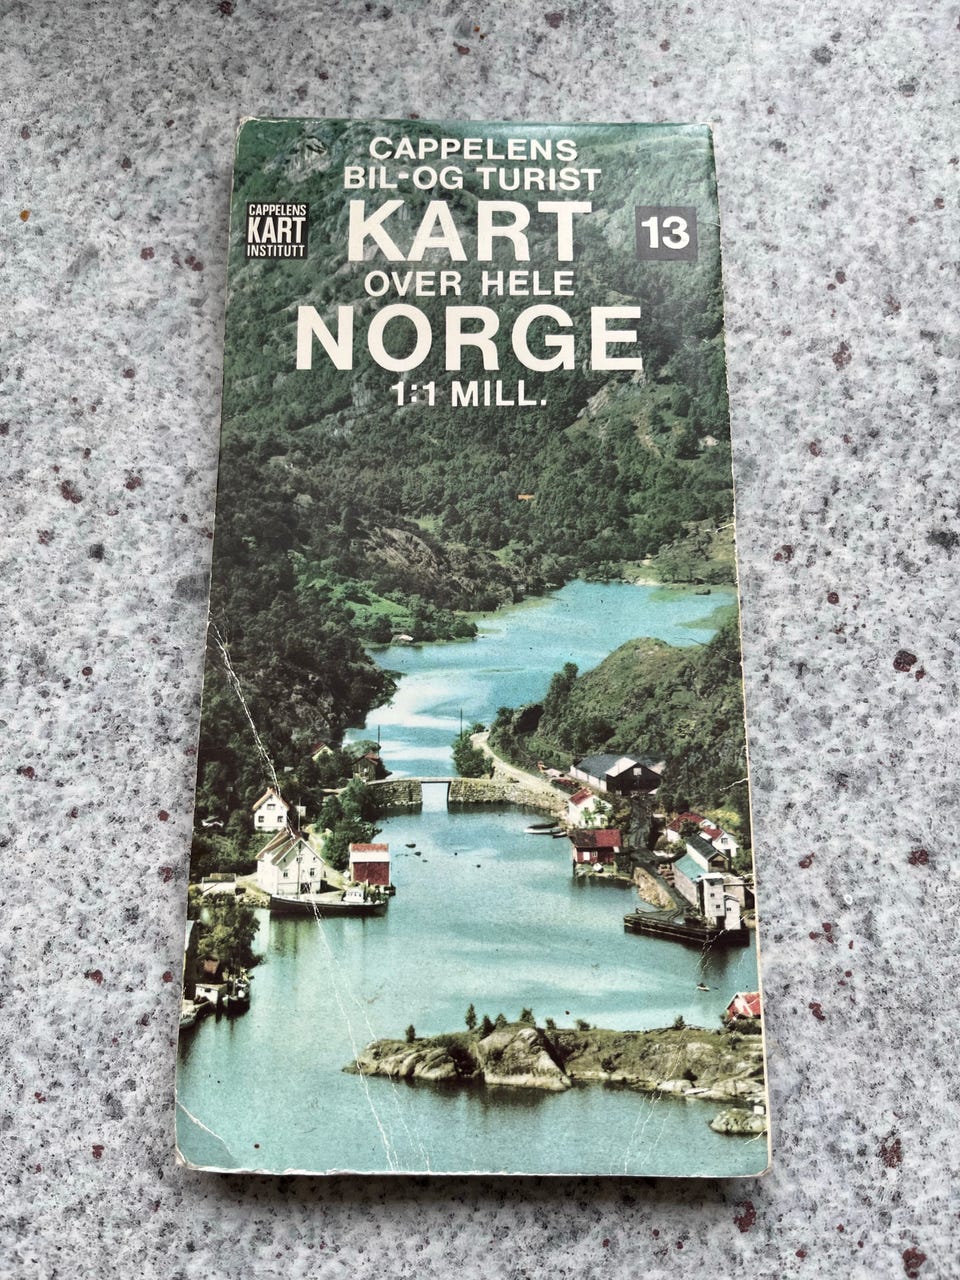 CAPPELENS
BIL-OG TURIST
KART
OVER HELE
NORGE
1:1 MILL.
CAPPELENS
KART
INSTITUTT
13